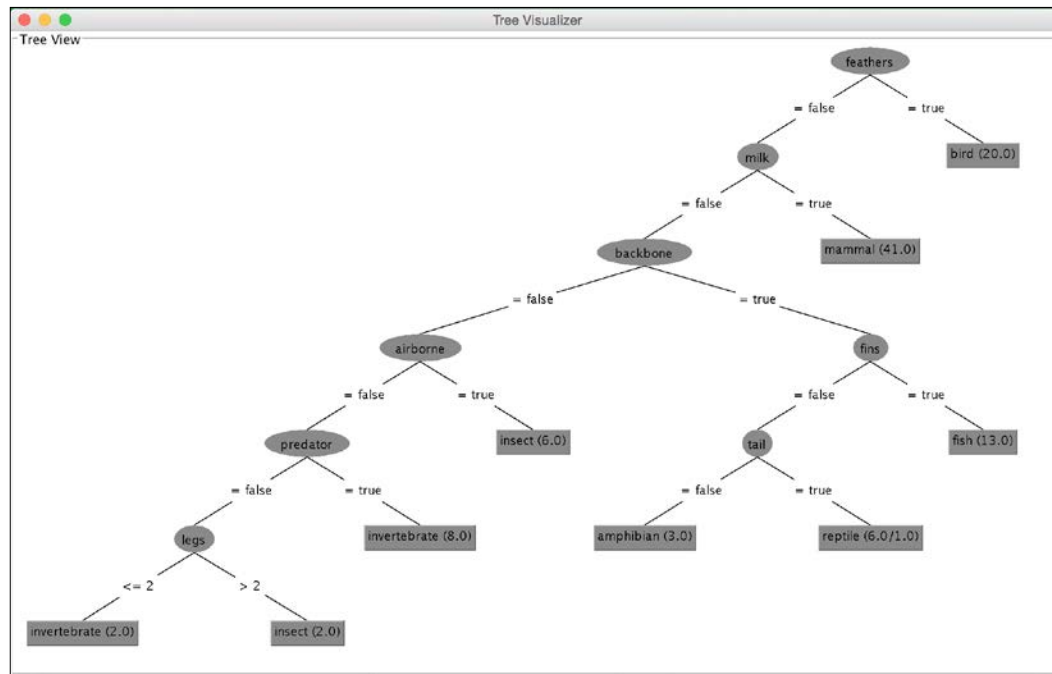 Tree Visualizer
Tree View
feathers
= false
= true
milk
bird (20.0)
= false
= true
backbone
mammal (41.0)
= false
= true
airborne
fins
= false
= true
= false
= true
predator
insect (6.0)
tail
fish (13.0)
= false
= true
= false
= true
legs
invertebrate (8.0)
amphibian (3.0)
reptile (6.0/1.0)
<= 2
> 2
invertebrate (2.0)
insect (2.0)